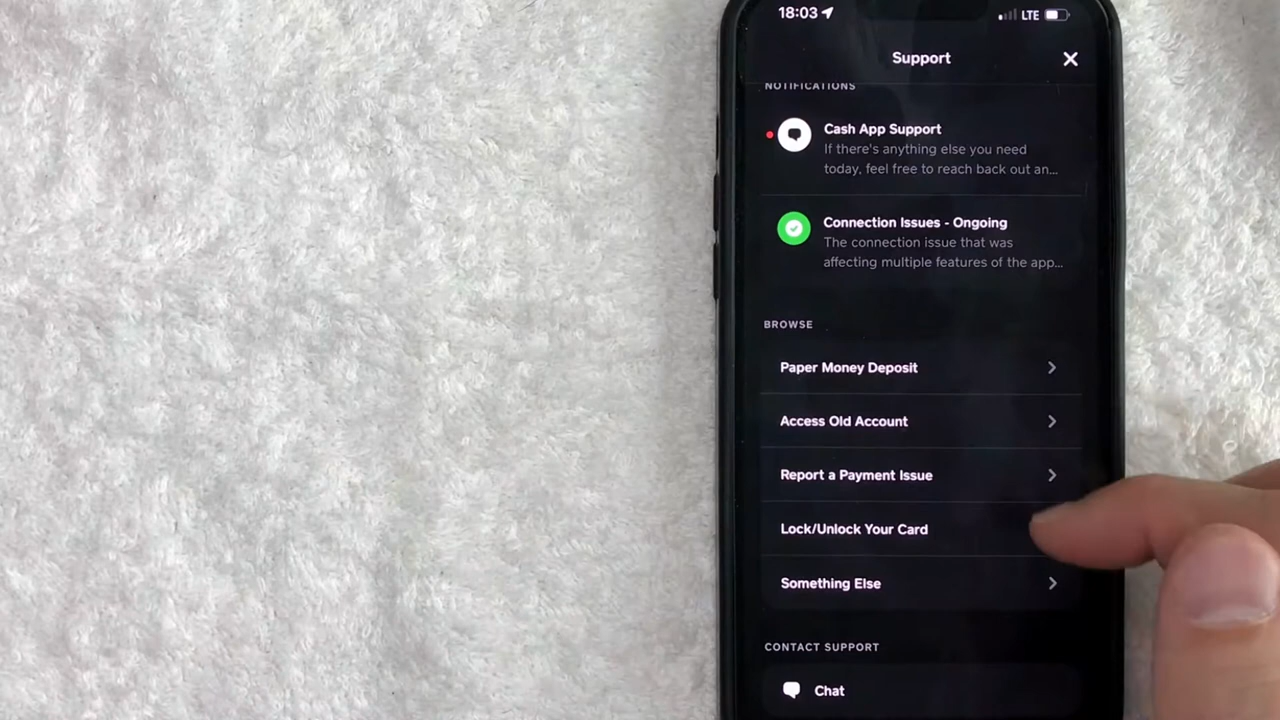 18:03
LTE
Support
NOTIFICATIONS
Cash App Support
If there's anything else you need
today, feel free to reach back out an...
Connection Issues - Ongoing
The connection issue that was
affecting multiple features of the app...
BROWSE
Paper Money Deposit
Access Old Account
Report a Payment Issue
Lock/Unlock Your Card
Something Else
CONTACT SUPPORT
Chat